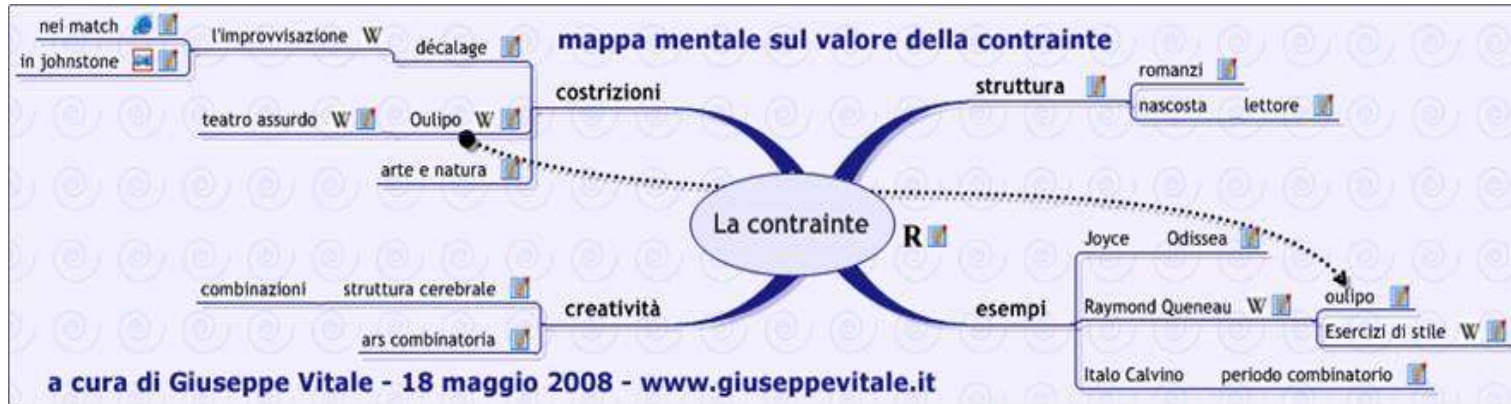 mappa mentale sul valore della contrainte
La contrainte
R
costrizioni
décalage
l'improvvisazione W
nei match
in johnstone
Oulipo W
teatro assurdo W
arte e natura
struttura
romanzi
nascosta
lettore
creatività
struttura cerebrale
combinazioni
ars combinatoria
esempi
Joyce
Odissea
Raymond Queneau W
oulipo
Esercizi di stile W
Italo Calvino
periodo combinatorio
a cura di Giuseppe Vitale - 18 maggio 2008 - www.giuseppevitale.it